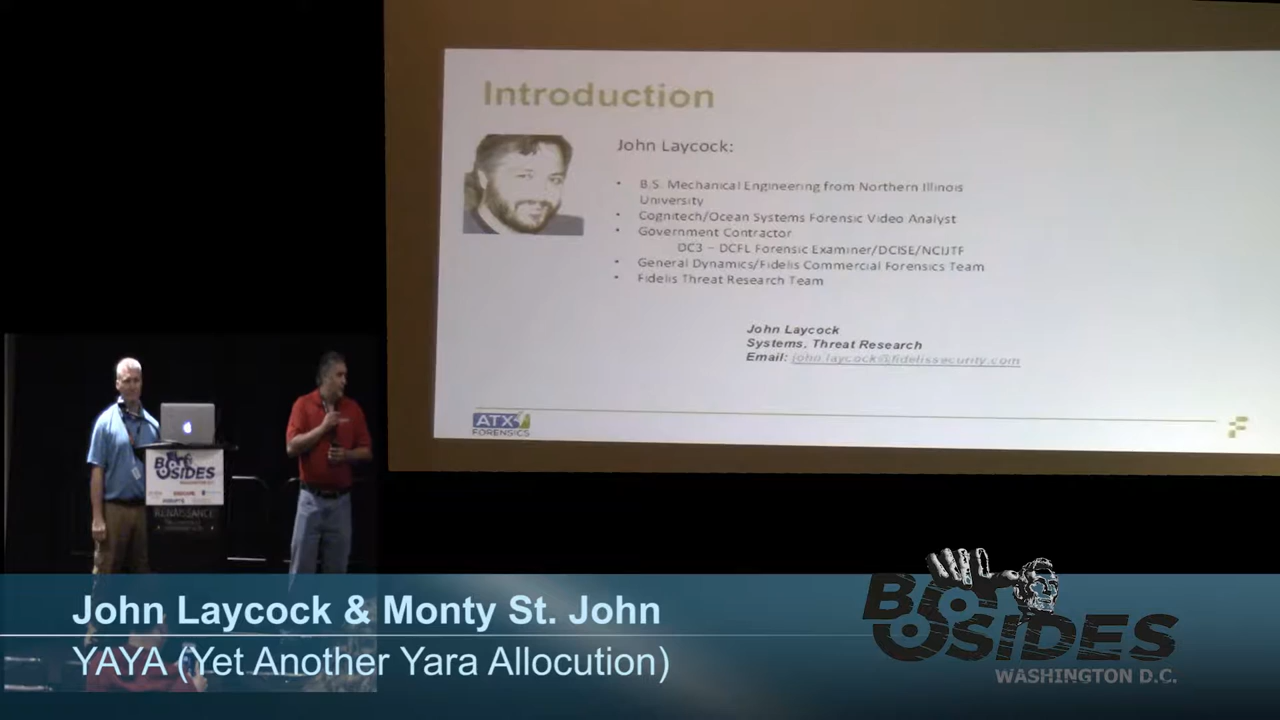 Introduction
John Laycock:
• B.S. Mechanical Engineering from Northern Illinois
University
• Cognitech/Ocean Systems Forensic Video Analyst
• Government Contractor
DC3 – DCFL Forensic Examiner/DCISE/NCIJTF
• General Dynamics/Fidelis Commercial Forensics Team
• Fidelis Threat Research Team
John Laycock
Systems, Threat Research
Email: john.laycock@fidelissecurity.com
ATX
FORENSICS
BSIDES
WASHINGTON D.C.
RENAISSANCE
John Laycock & Monty St. John
YAYA (Yet Another Yara Allocution)
BSIDES
WASHINGTON D.C.